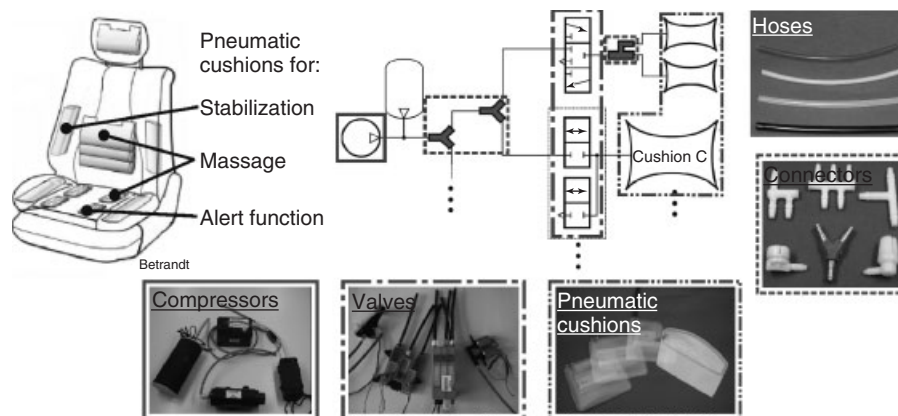 Pneumatic
cushions for:
Stabilization
Massage
Alert function
Betrandt
Cushion C
Hoses
Connectors
Compressors
Valves
Pneumatic
cushions